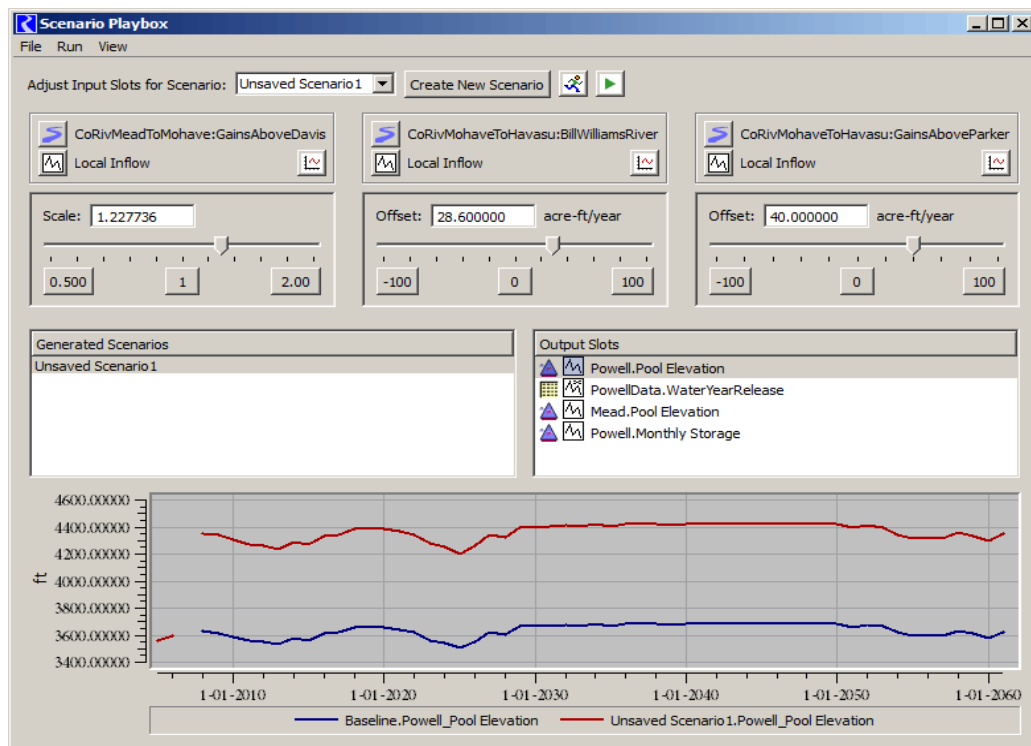 Scenario Playbox
File Run View
Adjust Input Slots for Scenario: Unsaved Scenario1 Create New Scenario
CoRivMeadToMohave:GainsAboveDavis CoRivMohaveToHavasu:BillWilliamsRiver CoRivMohaveToHavasu:GainsAboveParker
Local Inflow Local Inflow Local Inflow
Scale: 1.227736 Offset: 28.600000 acre-ft/year Offset: 40.000000 acre-ft/year
0.500 1 2.00 -100 0 100 -100 0 100
Generated Scenarios Output Slots
Unsaved Scenario1 Powell.Pool Elevation
PowellData.WaterYearRelease
Mead.Pool Elevation
Powell.Monthly Storage
4600.00000
4400.00000
4200.00000
ft 4000.00000
3800.00000
3600.00000
3400.00000
1-01-2010 1-01-2020 1-01-2030 1-01-2040 1-01-2050 1-01-2060
Baseline.Powell_Pool Elevation Unsaved Scenario1.Powell_Pool Elevation